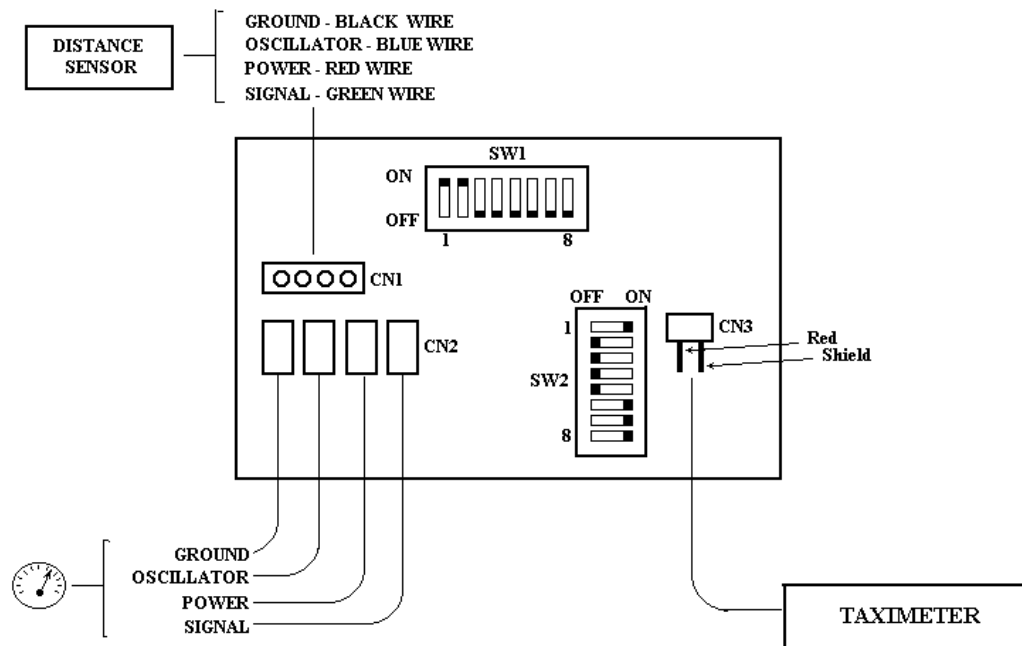 GROUND - BLACK WIRE
OSCILLATOR - BLUE WIRE
POWER - RED WIRE
SIGNAL - GREEN WIRE
DISTANCE
SENSOR
SW1
ON
OFF
1 8
CN1
OFF ON
1
CN3
Red
Shield
CN2
SW2
8
GROUND
OSCILLATOR
POWER
SIGNAL
TAXIMETER